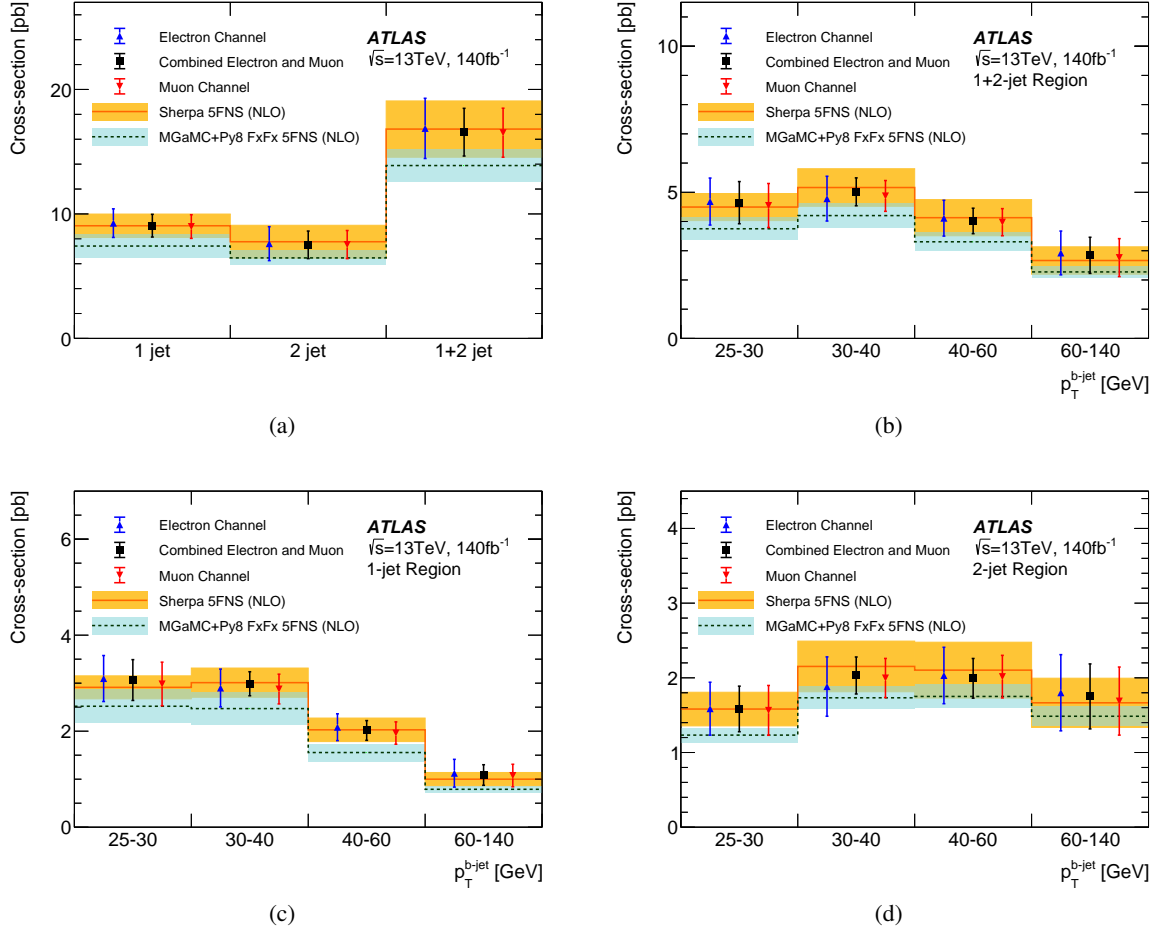 Cross-section [pb]
20
10
0
Electron Channel
Combined Electron and Muon
Muon Channel
Sherpa 5FNS (NLO)
MGaMC+Py8 FxFx 5FNS (NLO)
ATLAS
√s=13TeV, 140fb⁻¹
1 jet
2 jet
1+2 jet
(a)
Cross-section [pb]
10
5
0
Electron Channel
Combined Electron and Muon
Muon Channel
Sherpa 5FNS (NLO)
MGaMC+Py8 FxFx 5FNS (NLO)
ATLAS
√s=13TeV, 140fb⁻¹
1+2-jet Region
25-30
30-40
40-60
60-140
p_T^{b-jet} [GeV]
(b)
Cross-section [pb]
6
4
2
0
Electron Channel
Combined Electron and Muon
Muon Channel
Sherpa 5FNS (NLO)
MGaMC+Py8 FxFx 5FNS (NLO)
ATLAS
√s=13TeV, 140fb⁻¹
1-jet Region
25-30
30-40
40-60
60-140
p_T^{b-jet} [GeV]
(c)
Cross-section [pb]
4
3
2
1
0
Electron Channel
Combined Electron and Muon
Muon Channel
Sherpa 5FNS (NLO)
MGaMC+Py8 FxFx 5FNS (NLO)
ATLAS
√s=13TeV, 140fb⁻¹
2-jet Region
25-30
30-40
40-60
60-140
p_T^{b-jet} [GeV]
(d)